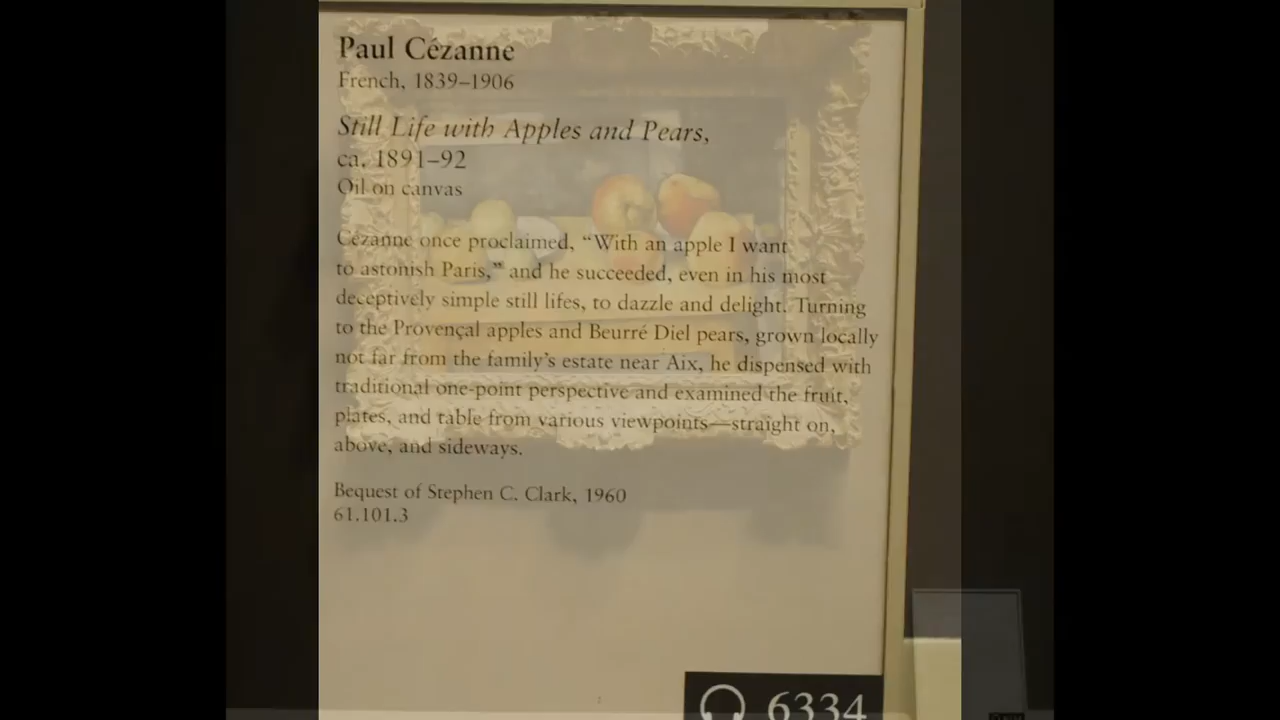 Paul Cézanne
French, 1839–1906
Still Life with Apples and Pears,
ca. 1891–92
Oil on canvas
Cézanne once proclaimed, “With an apple I want
to astonish Paris,” and he succeeded, even in his most
deceptively simple still lifes, to dazzle and delight. Turning
to the Provençal apples and Beurré Diel pears, grown locally
not far from the family’s estate near Aix, he dispensed with
traditional one-point perspective and examined the fruit,
plates, and table from various viewpoints—straight on,
above, and sideways.
Bequest of Stephen C. Clark, 1960
61.101.3
6334